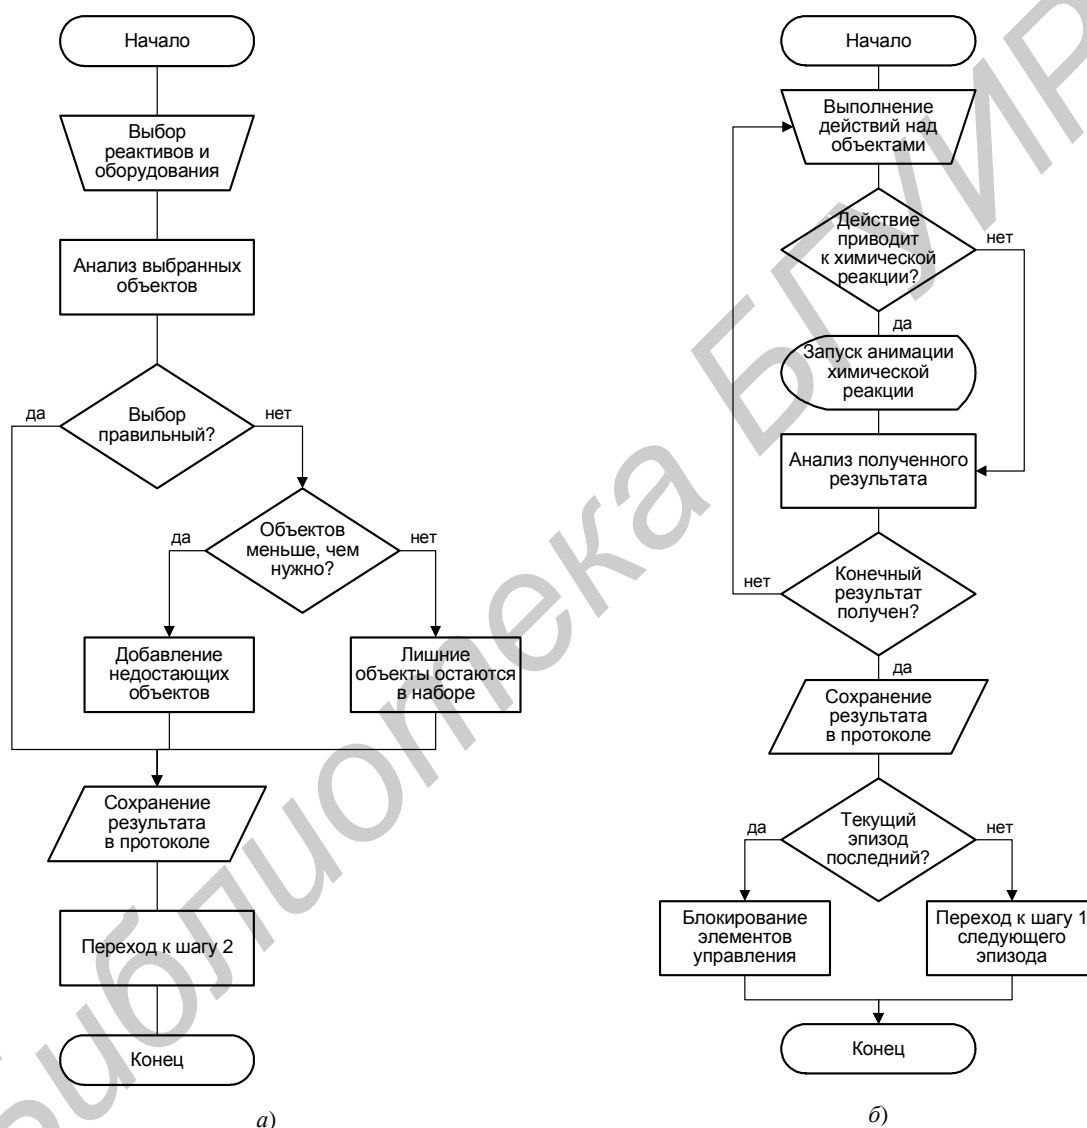 Начало
Выбор
реактивов и
оборудования
Анализ выбранных
объектов
Выбор
правильный?
да
нет
Объектов
меньше, чем
нужно?
да
нет
Добавление
недостающих
объектов
Лишние
объекты остаются
в наборе
Сохранение
результата
в протоколе
Переход к шагу 2
Конец
а)
Начало
Выполнение
действий над
объектами
Действие
приводит
к химической
реакции?
нет
да
Запуск анимации
химической
реакции
Анализ полученного
результата
Конечный
результат
получен?
нет
да
Сохранение
результата
в протоколе
Текущий
эпизод
последний?
да
нет
Блокирование
элементов
управления
Переход к шагу 1
следующего
эпизода
Конец
б)
Библиотека БГУИР